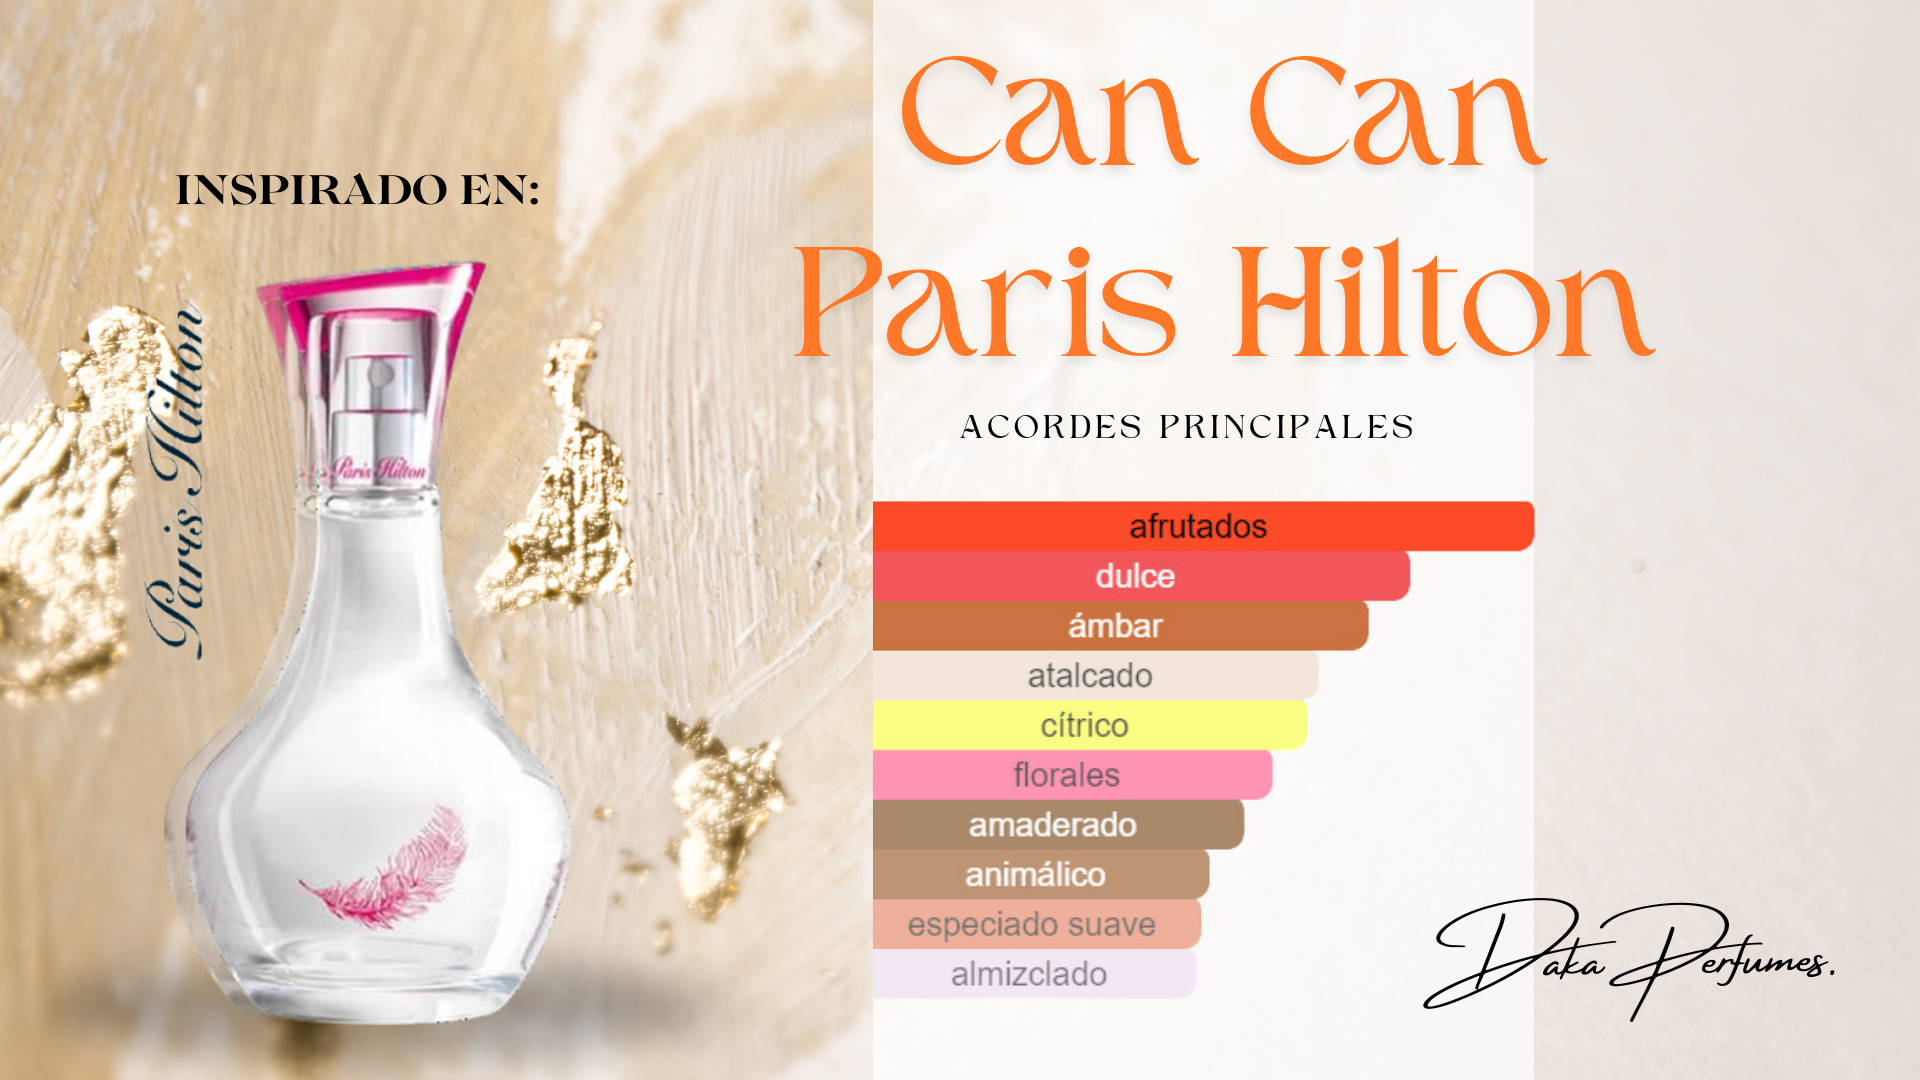 INSPIRADO EN:
Paris Hilton
Paris Hilton
Can Can
Paris Hilton
ACORDES PRINCIPALES
afrutados
dulce
ámbar
atalcado
cítrico
florales
amaderado
animálico
especiado suave
almizclado
Daka Perfumes.